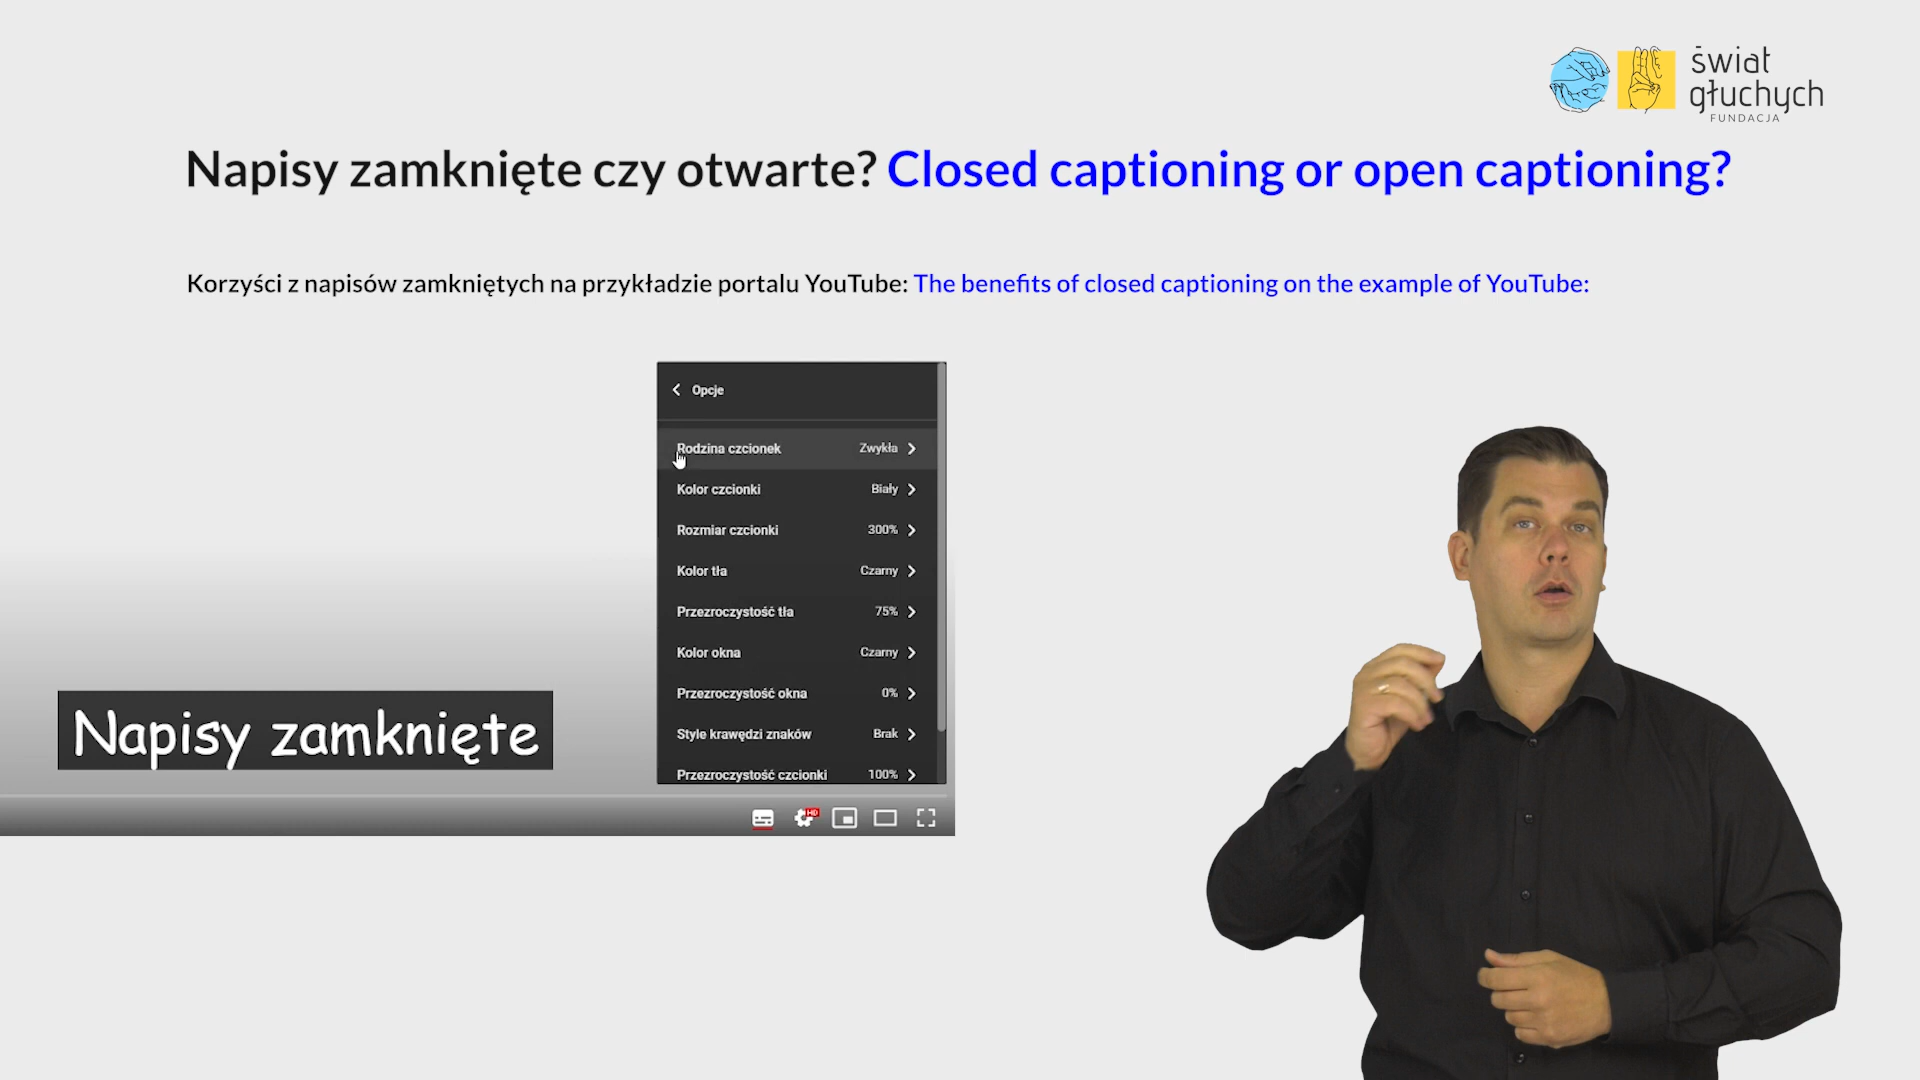 świat
głuchych
FUNDACJA
Napisy zamknięte czy otwarte? Closed captioning or open captioning?
Korzyści z napisów zamkniętych na przykładzie portalu YouTube: The benefits of closed captioning on the example of YouTube:
Opcje
Rodzina czcionek Zwykła
Kolor czcionki Biały
Rozmiar czcionki 300%
Kolor tła Czarny
Przezroczystość tła 75%
Kolor okna Czarny
Przezroczystość okna 0%
Style krawędzi znaków Brak
Przezroczystość czcionki 100%
Napisy zamknięte
HD